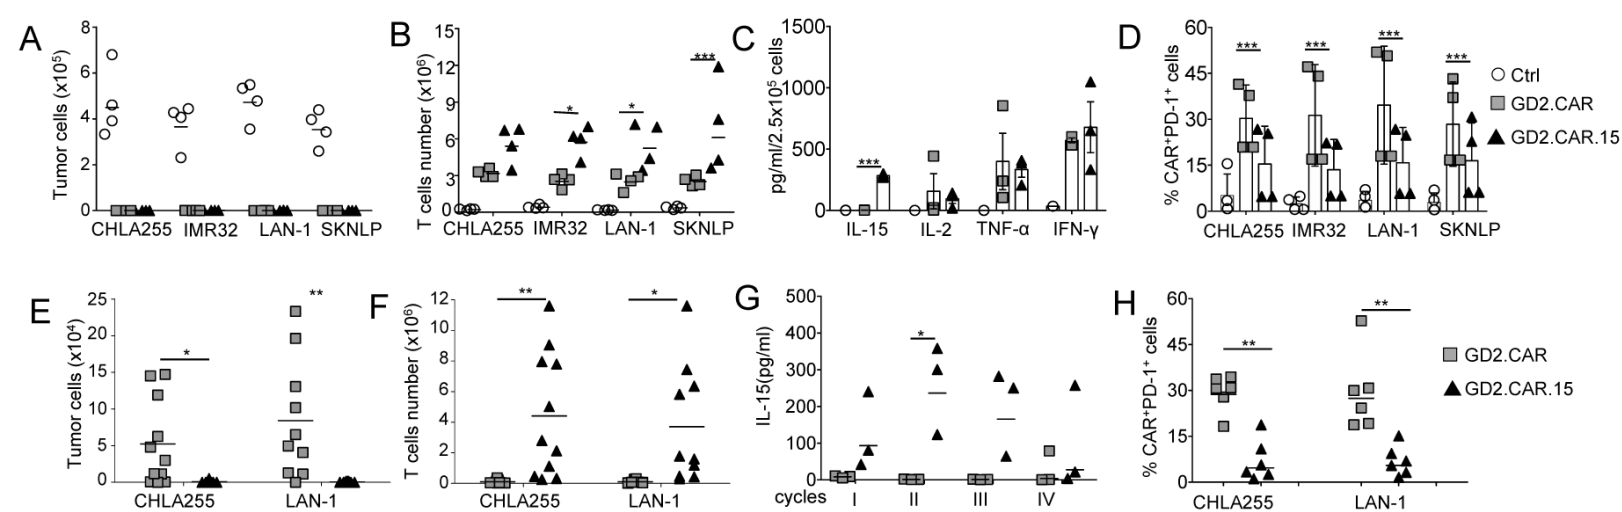 A
Tumor cells (x10⁵)
8
6
4
2
0
CHLA255 IMR32 LAN-1 SKNLP
B
T cells number (x10⁶)
15
12
9
6
3
0
* * ***
CHLA255 IMR32 LAN-1 SKNLP
C
pg/ml/2.5x10⁵ cells
1500
1000
500
0
***
IL-15 IL-2 TNF-α IFN-γ
D
% CAR⁺PD-1⁺ cells
60
45
30
15
0
*** *** *** ***
CHLA255 IMR32 LAN-1 SKNLP
Ctrl
GD2.CAR
GD2.CAR.15
E
Tumor cells (x10⁴)
25
20
15
10
5
0
* **
CHLA255 LAN-1
F
T cells number (x10⁶)
12
10
8
6
4
2
0
** *
CHLA255 LAN-1
G
IL-15(pg/ml)
500
400
300
200
100
0
*
cycles I II III IV
H
% CAR⁺PD-1⁺ cells
60
45
30
15
0
** **
CHLA255 LAN-1
GD2.CAR
GD2.CAR.15